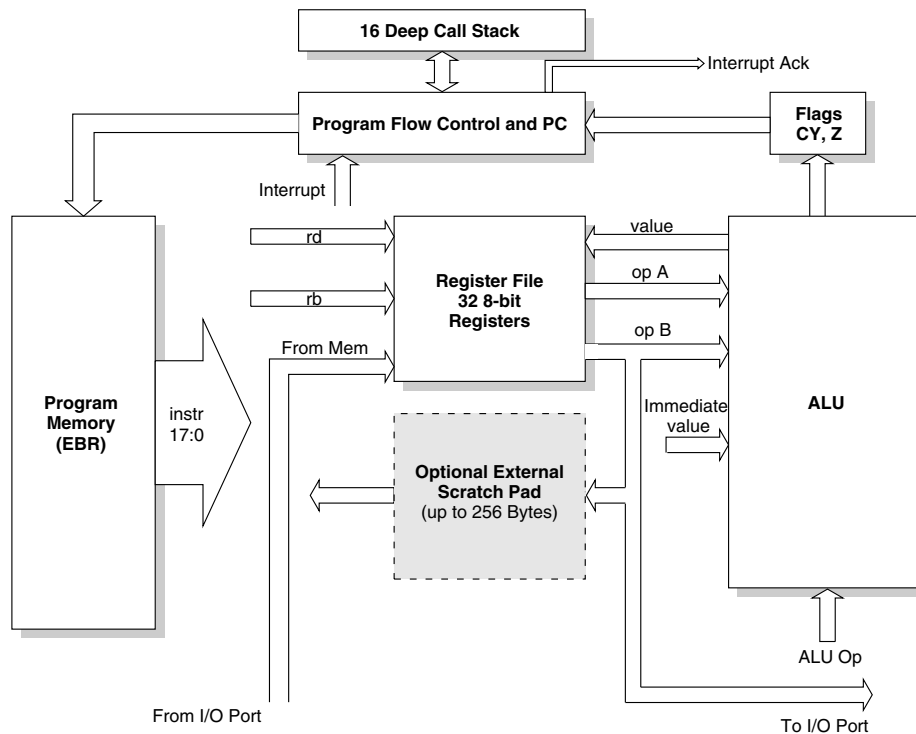 16 Deep Call Stack
Interrupt Ack
Program Flow Control and PC
Flags
CY, Z
Interrupt
rd
value
Register File
32 8-bit
Registers
op A
rb
op B
From Mem
Program
Memory
(EBR)
instr
17:0
Immediate
value
ALU
Optional External
Scratch Pad
(up to 256 Bytes)
ALU Op
From I/O Port
To I/O Port